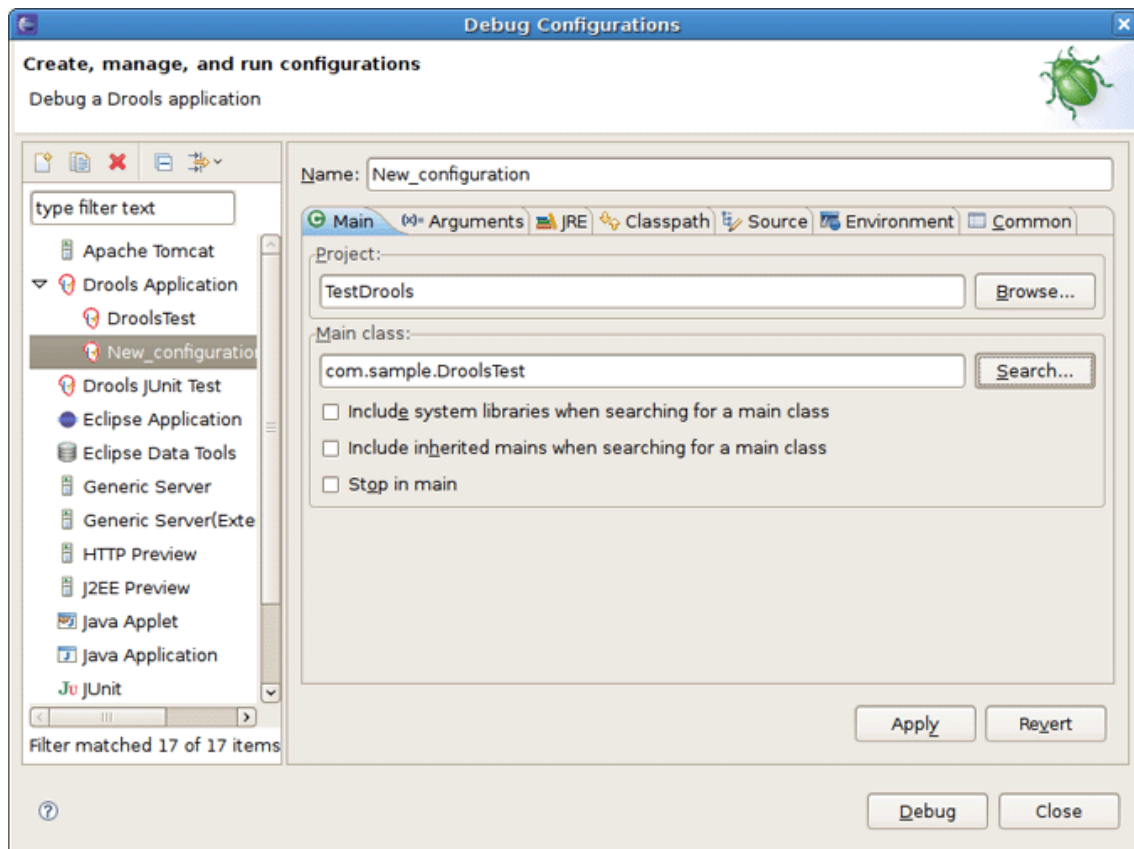 Debug Configurations
Create, manage, and run configurations
Debug a Drools application
type filter text
Apache Tomcat
Drools Application
DroolsTest
New_configuratio
Drools JUnit Test
Eclipse Application
Eclipse Data Tools
Generic Server
Generic Server(Exte
HTTP Preview
J2EE Preview
Java Applet
Java Application
Ju JUnit
Filter matched 17 of 17 items
Name: New_configuration
Main (x)= Arguments JRE Classpath Source Environment Common
Project:
TestDrools Browse...
Main class:
com.sample.DroolsTest Search...
Include system libraries when searching for a main class
Include inherited mains when searching for a main class
Stop in main
Apply Revert
? Debug Close